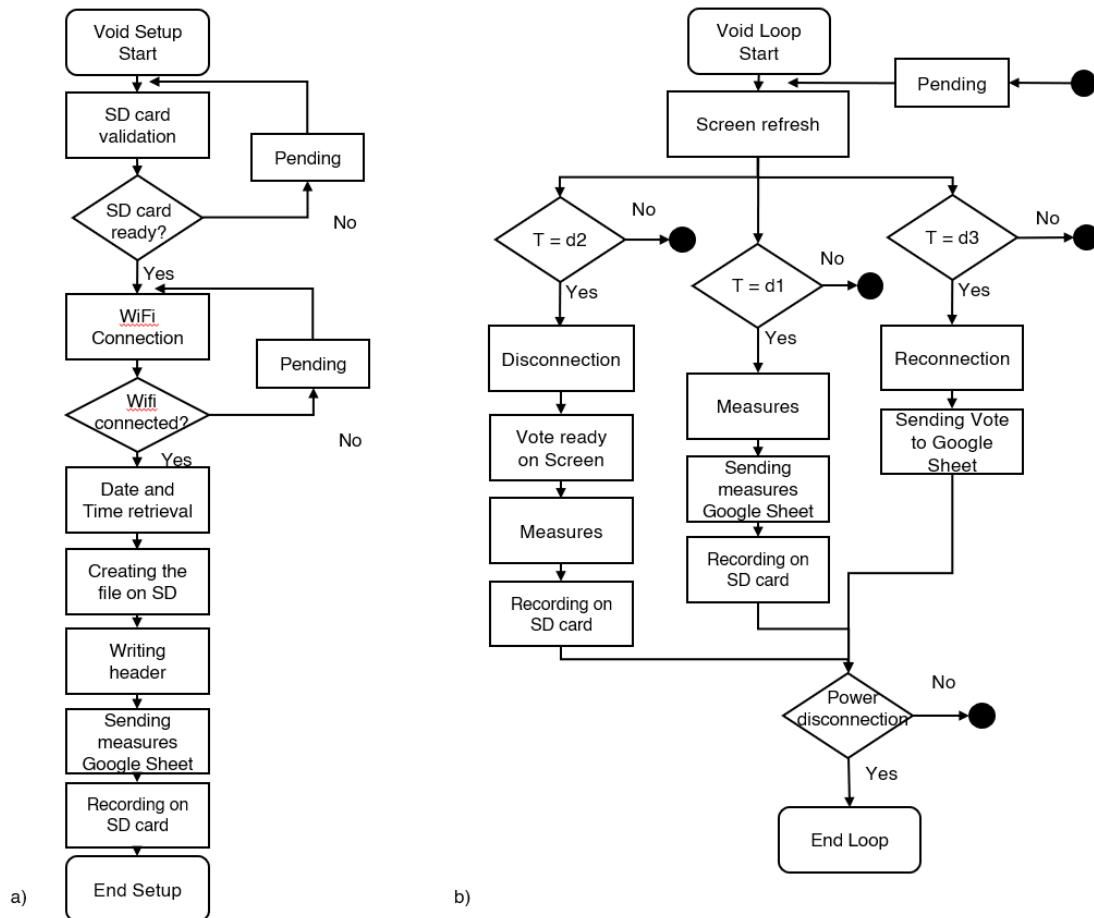 Void Setup
Start
SD card
validation
Pending
SD card
ready?
No
Yes
WiFi
Connection
Pending
Wifi
connected?
No
Yes
Date and
Time retrieval
Creating the
file on SD
Writing
header
Sending
measures
Google Sheet
Recording on
SD card
End Setup
a)
Void Loop
Start
Pending
Screen refresh
T = d2
No
Yes
Disconnection
Vote ready
on Screen
Measures
Recording on
SD card
T = d1
No
Yes
Measures
Sending
measures
Google Sheet
Recording on
SD card
T = d3
No
Yes
Reconnection
Sending Vote
to Google
Sheet
Power
disconnection
No
Yes
End Loop
b)